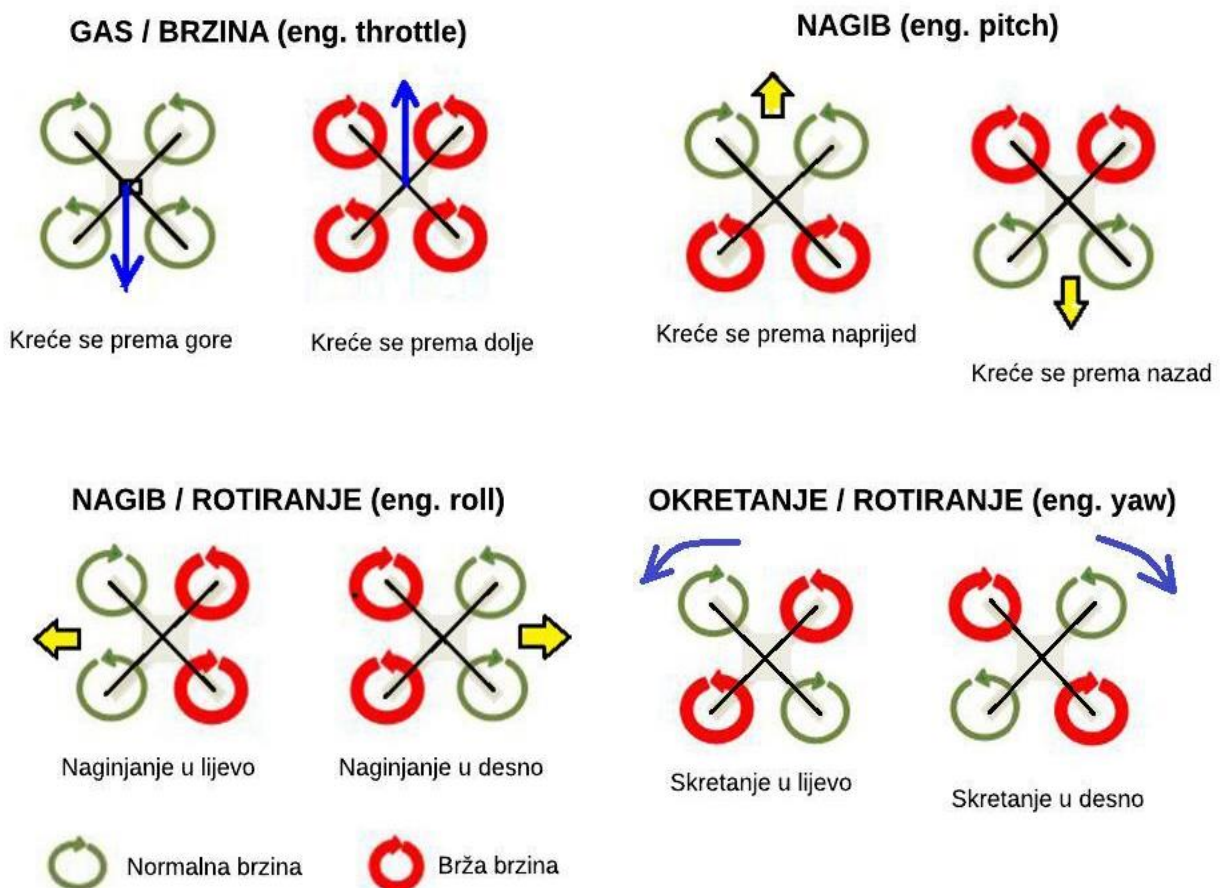 GAS / BRZINA (eng. throttle)
Kreće se prema gore
Kreće se prema dolje
NAGIB (eng. pitch)
Kreće se prema naprijed
Kreće se prema nazad
NAGIB / ROTIRANJE (eng. roll)
Naginjanje u lijevo
Naginjanje u desno
OKRETANJE / ROTIRANJE (eng. yaw)
Skretanje u lijevo
Skretanje u desno
Normalna brzina
Brža brzina